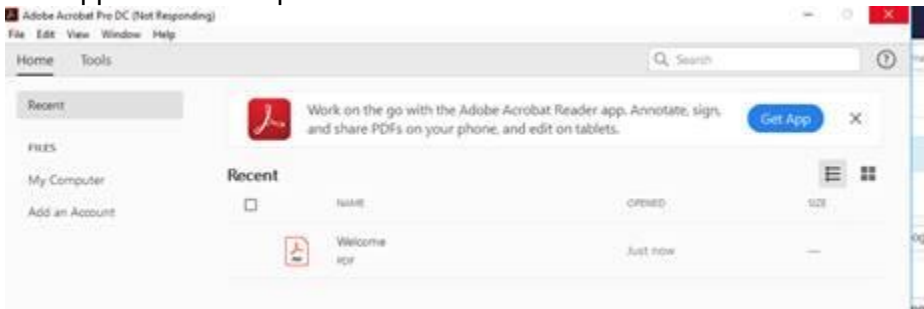 Adobe Acrobat Pro DC (Not Responding)
File Edit View Window Help
Home Tools
Search
Recent
Work on the go with the Adobe Acrobat Reader app. Annotate, sign,
and share PDFs on your phone, and edit on tablets.
Get App
FILES
My Computer
Add an Account
Recent
NAME OPENED SIZE
Welcome
PDF
Just now